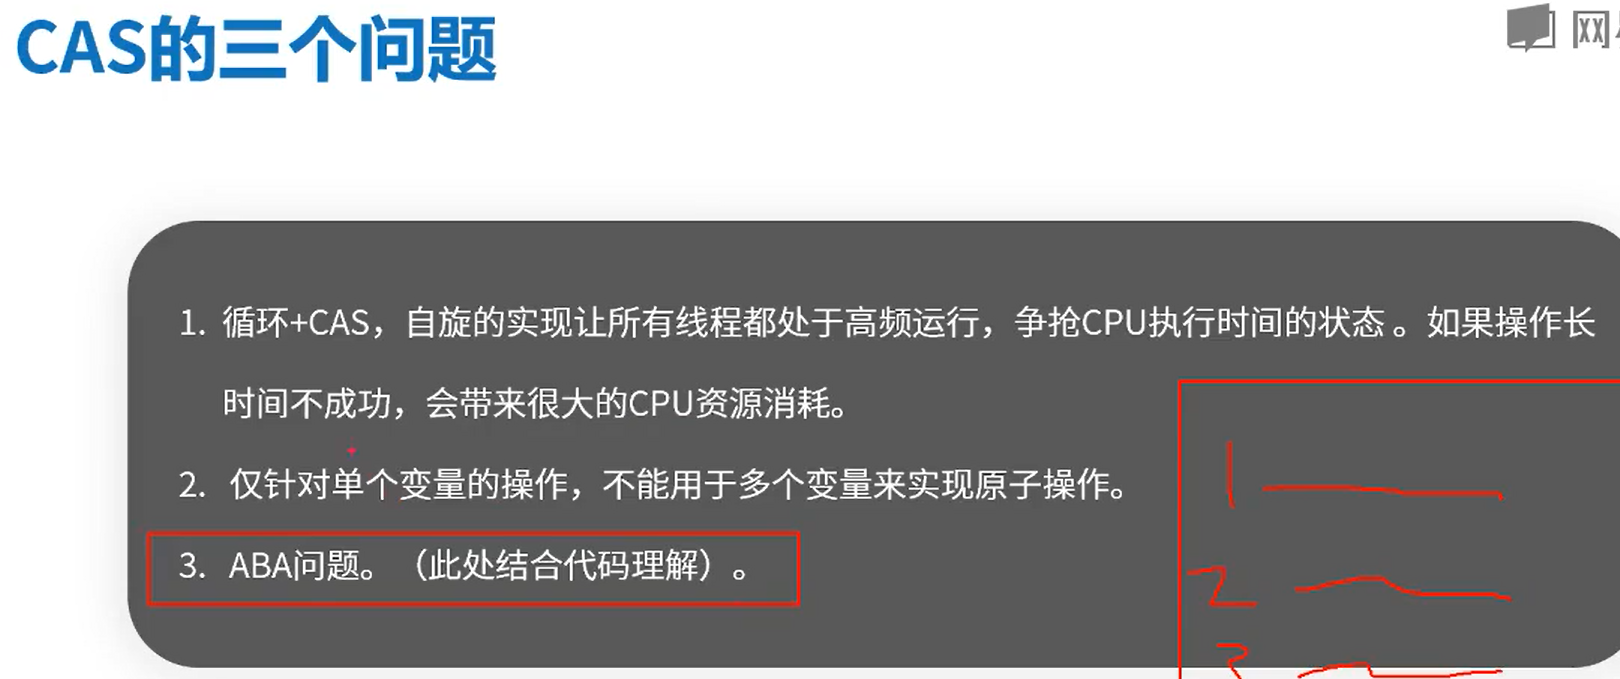 CAS的三个问题
1. 循环+CAS，自旋的实现让所有线程都处于高频运行，争抢CPU执行时间的状态 。如果操作长
时间不成功，会带来很大的CPU资源消耗。
2. 仅针对单个变量的操作，不能用于多个变量来实现原子操作。
3. ABA问题。（此处结合代码理解）。
1
2
3